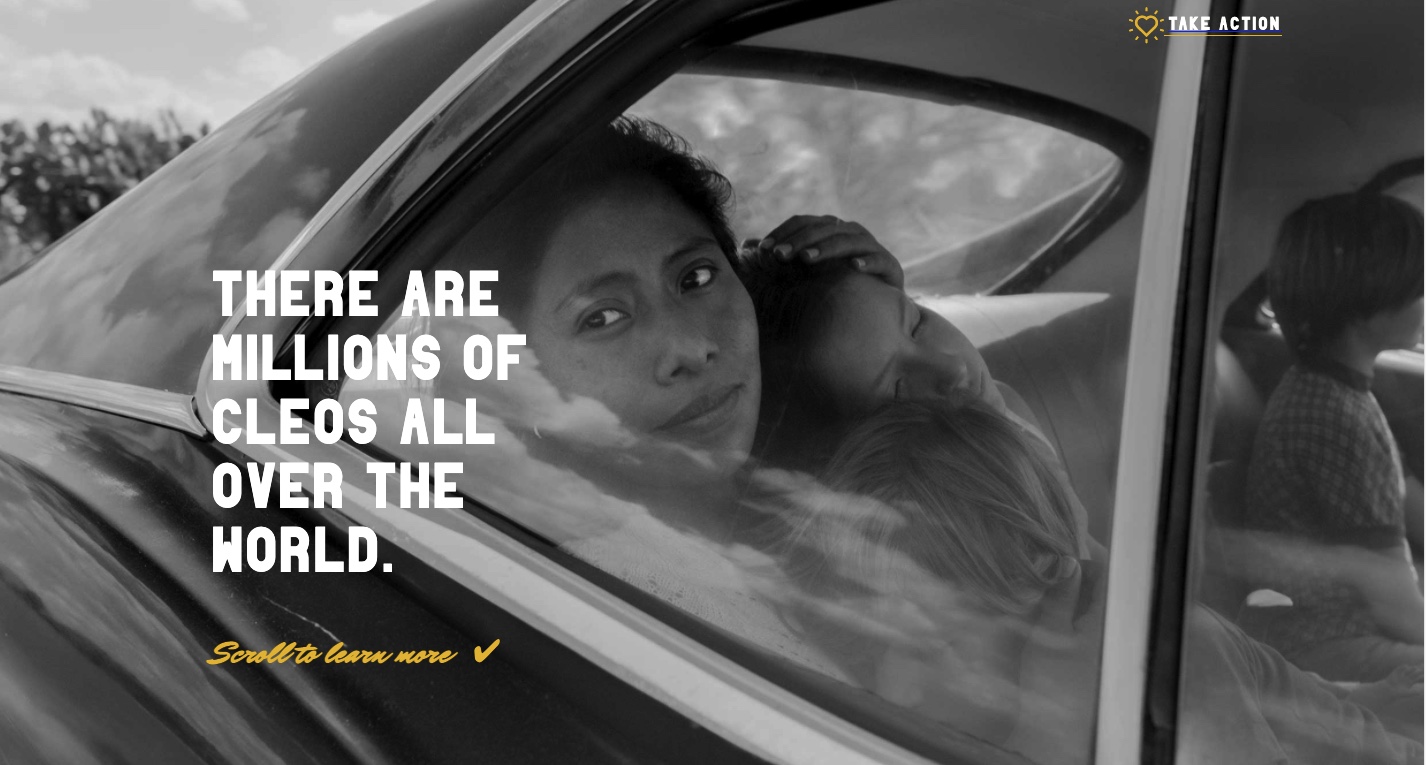 TAKE ACTION
THERE ARE
MILLIONS OF
CLEOS ALL
OVER THE
WORLD.
Scroll to learn more